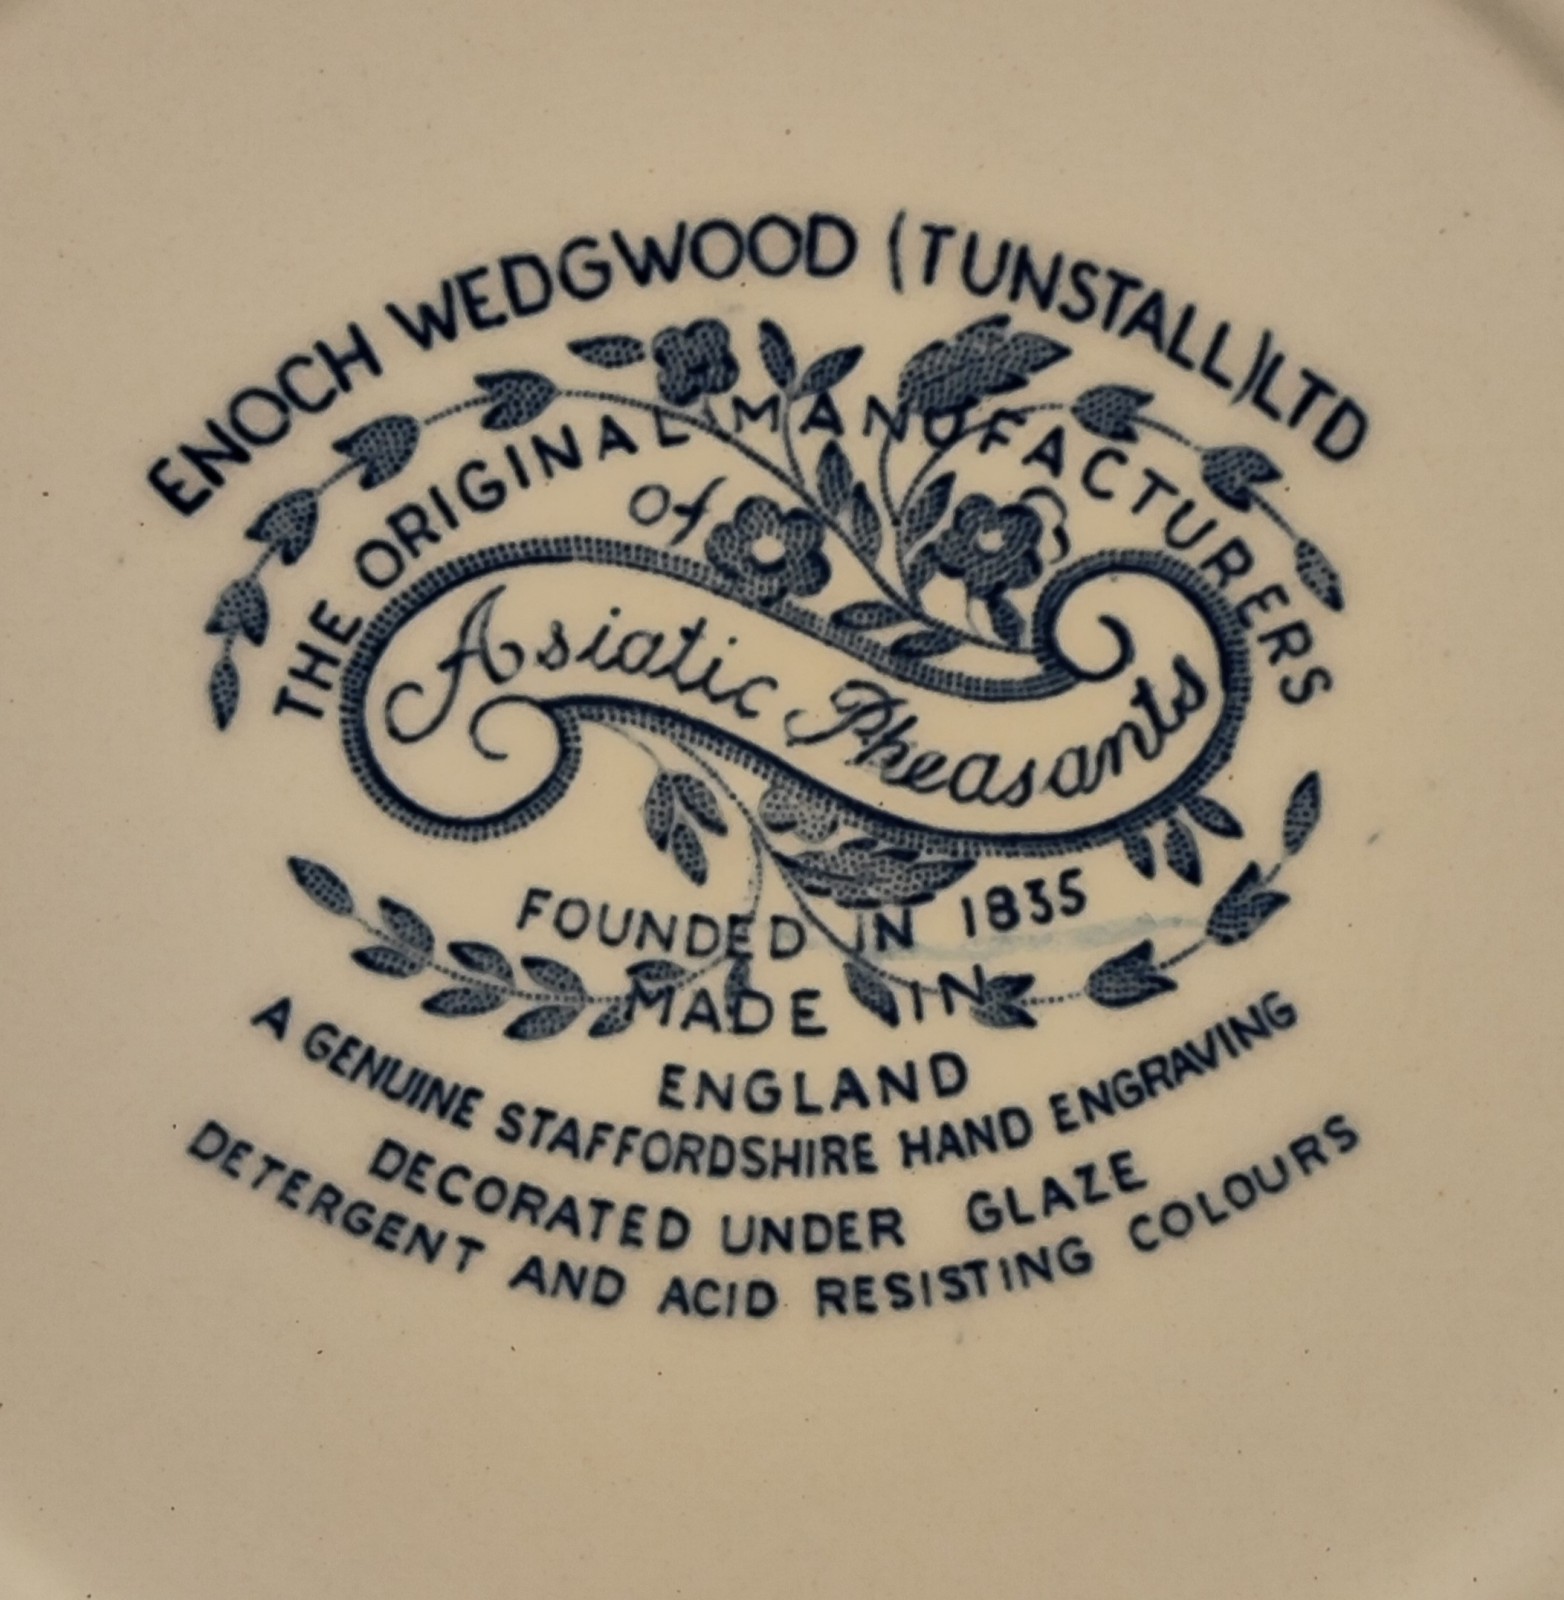 ENOCH WEDGWOOD (TUNSTALL) LTD
THE ORIGINAL MANUFACTURERS
of
Asiatic Pheasants
FOUNDED IN 1835
MADE IN
ENGLAND
A GENUINE STAFFORDSHIRE HAND ENGRAVING
DECORATED UNDER GLAZE
DETERGENT AND ACID RESISTING COLOURS